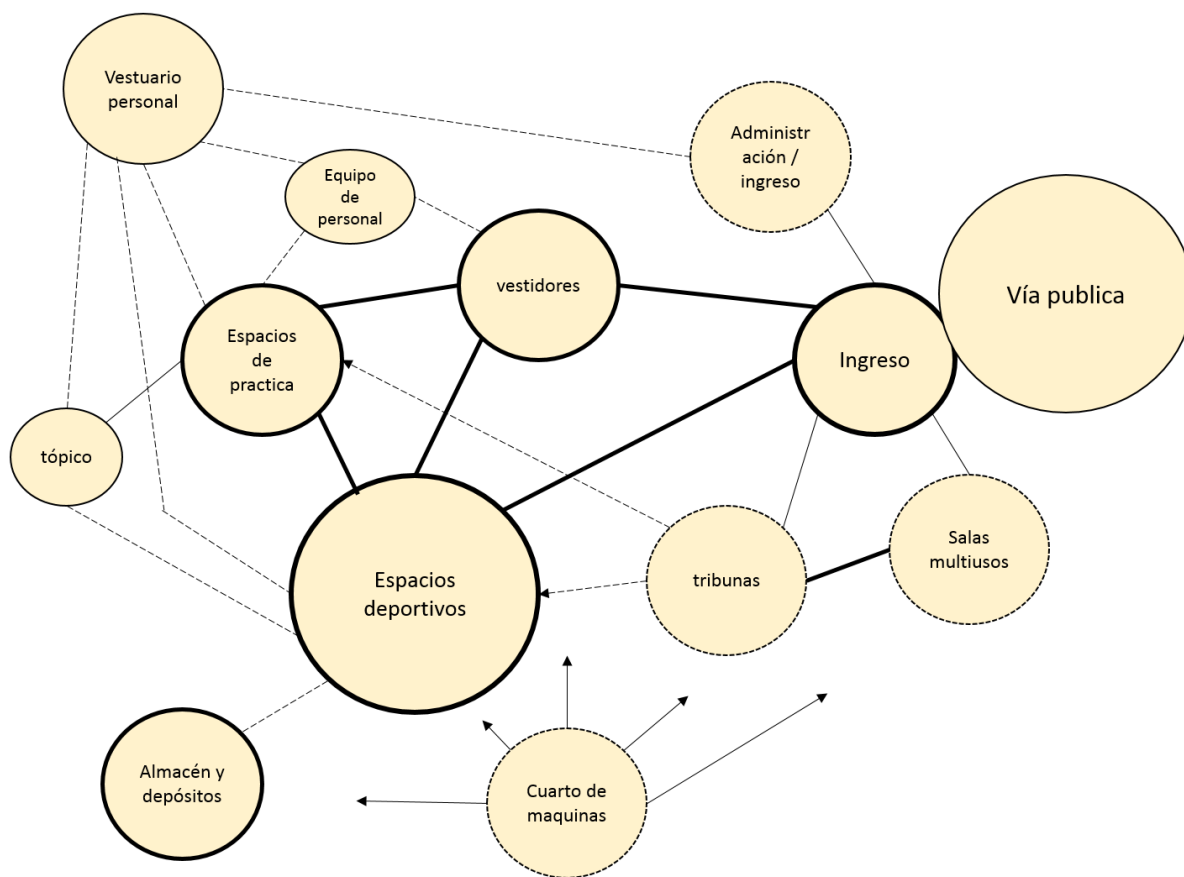 Vestuario
personal
Administr
ación /
ingreso
Equipo
de
personal
vestidores
Vía publica
Espacios
de
practica
Ingreso
tópico
Salas
multiusos
tribunas
Espacios
deportivos
Almacén y
depósitos
Cuarto de
maquinas